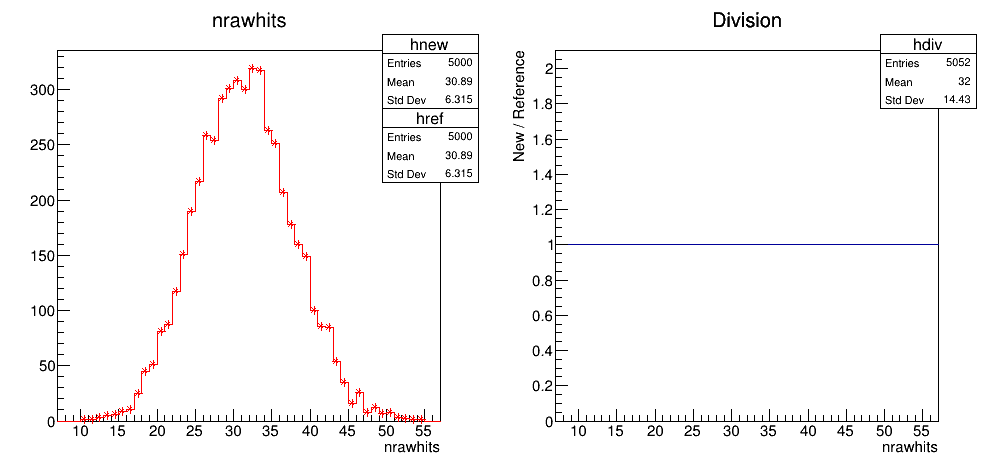 nrawhits
hnew
Entries 5000
Mean 30.89
Std Dev 6.315
href
Entries 5000
Mean 30.89
Std Dev 6.315
300
250
200
150
100
50
0
10 15 20 25 30 35 40 45 50 55
nrawhits
Division
hdiv
Entries 5052
Mean 32
Std Dev 14.43
New / Reference
2
1.8
1.6
1.4
1.2
1
0.8
0.6
0.4
0.2
0
10 15 20 25 30 35 40 45 50 55
nrawhits